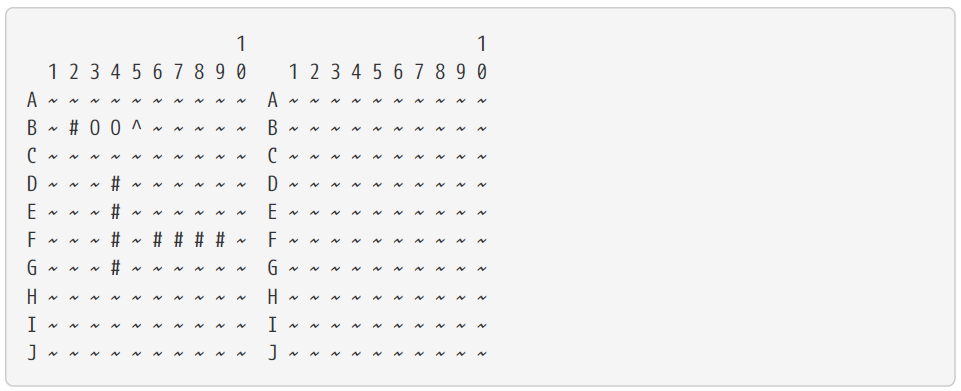 1                      1
  1 2 3 4 5 6 7 8 9 0    1 2 3 4 5 6 7 8 9 0
A ~ ~ ~ ~ ~ ~ ~ ~ ~ ~  A ~ ~ ~ ~ ~ ~ ~ ~ ~ ~
B ~ # O O ^ ~ ~ ~ ~ ~  B ~ ~ ~ ~ ~ ~ ~ ~ ~ ~
C ~ ~ ~ ~ ~ ~ ~ ~ ~ ~  C ~ ~ ~ ~ ~ ~ ~ ~ ~ ~
D ~ ~ ~ # ~ ~ ~ ~ ~ ~  D ~ ~ ~ ~ ~ ~ ~ ~ ~ ~
E ~ ~ ~ # ~ ~ ~ ~ ~ ~  E ~ ~ ~ ~ ~ ~ ~ ~ ~ ~
F ~ ~ ~ # ~ # # # # ~  F ~ ~ ~ ~ ~ ~ ~ ~ ~ ~
G ~ ~ ~ # ~ ~ ~ ~ ~ ~  G ~ ~ ~ ~ ~ ~ ~ ~ ~ ~
H ~ ~ ~ ~ ~ ~ ~ ~ ~ ~  H ~ ~ ~ ~ ~ ~ ~ ~ ~ ~
I ~ ~ ~ ~ ~ ~ ~ ~ ~ ~  I ~ ~ ~ ~ ~ ~ ~ ~ ~ ~
J ~ ~ ~ ~ ~ ~ ~ ~ ~ ~  J ~ ~ ~ ~ ~ ~ ~ ~ ~ ~